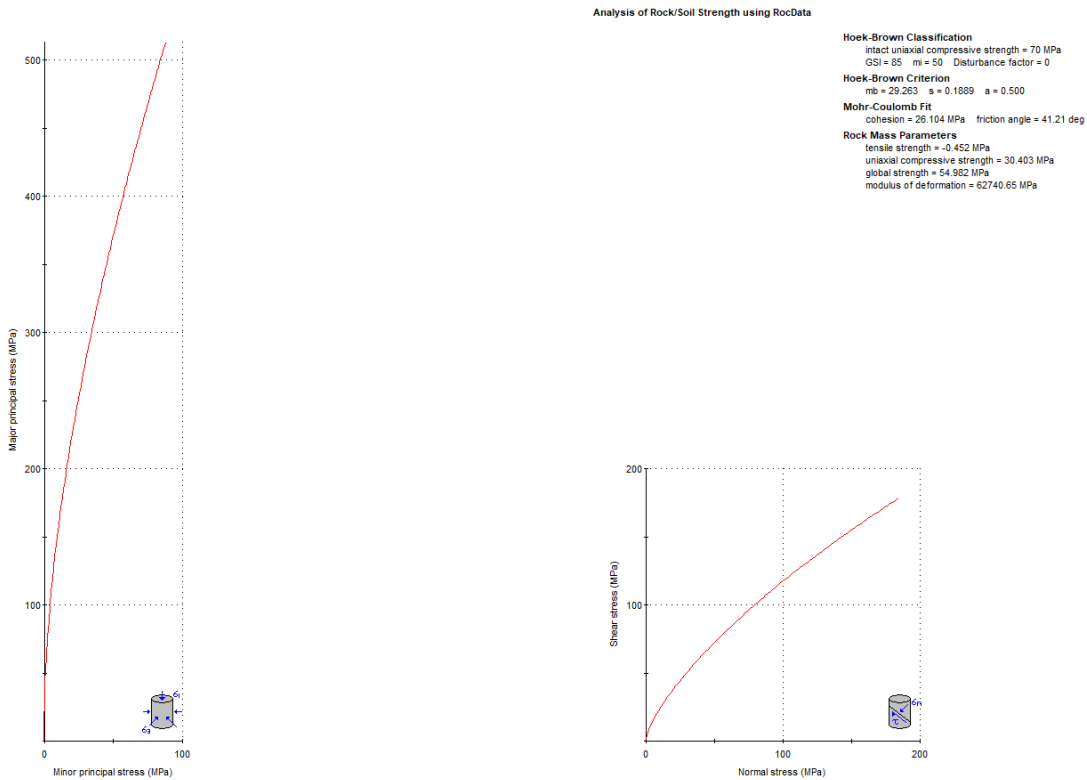 Analysis of Rock/Soil Strength using RocData
Hoek-Brown Classification
intact uniaxial compressive strength = 70 MPa
GSI = 85 mi = 50 Disturbance factor = 0
Hoek-Brown Criterion
mb = 29.263 s = 0.1889 a = 0.500
Mohr-Coulomb Fit
cohesion = 26.104 MPa friction angle = 41.21 deg
Rock Mass Parameters
tensile strength = -0.452 MPa
uniaxial compressive strength = 30.403 MPa
global strength = 54.982 MPa
modulus of deformation = 62740.65 MPa
Major principal stress (MPa)
500
400
300
200
100
0 100
Minor principal stress (MPa)
σ1
σ3
Shear stress (MPa)
200
100
0 100 200
Normal stress (MPa)
σn
τ